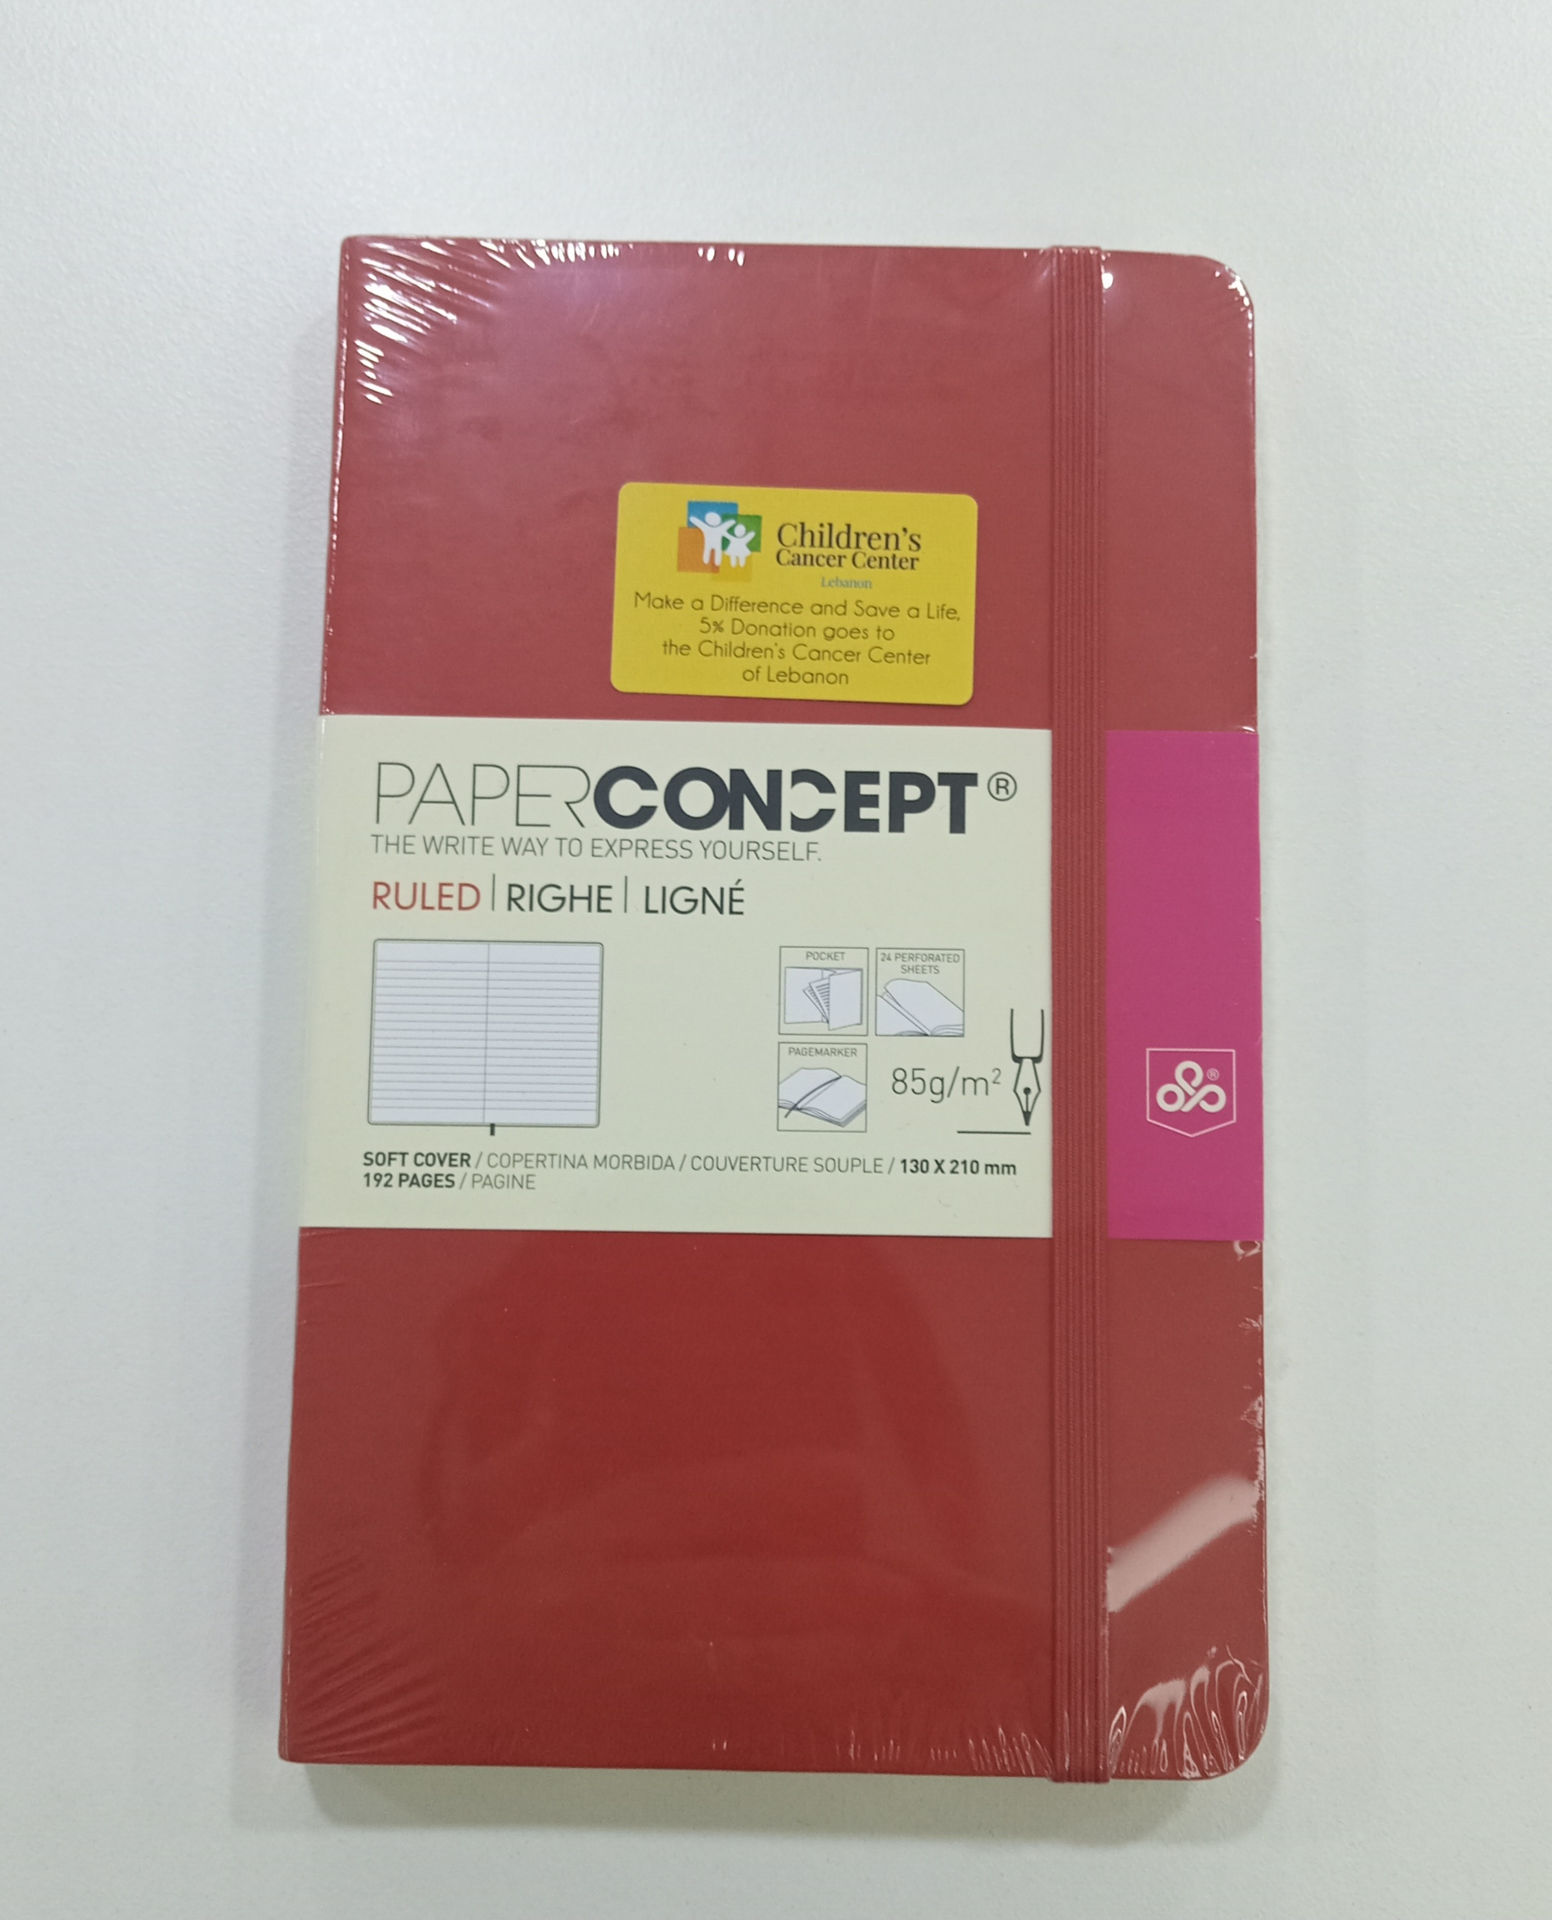 Children's
Cancer Center
Lebanon
Make a Difference and Save a Life,
5% Donation goes to
the Children's Cancer Center
of Lebanon
PAPERCONCEPT®
THE WRITE WAY TO EXPRESS YOURSELF.
RULED | RIGHE | LIGNÉ
POCKET
24 PERFORATED
SHEETS
PAGEMARKER
85g/m²
®
SOFT COVER / COPERTINA MORBIDA / COUVERTURE SOUPLE / 130 X 210 mm
192 PAGES / PAGINE